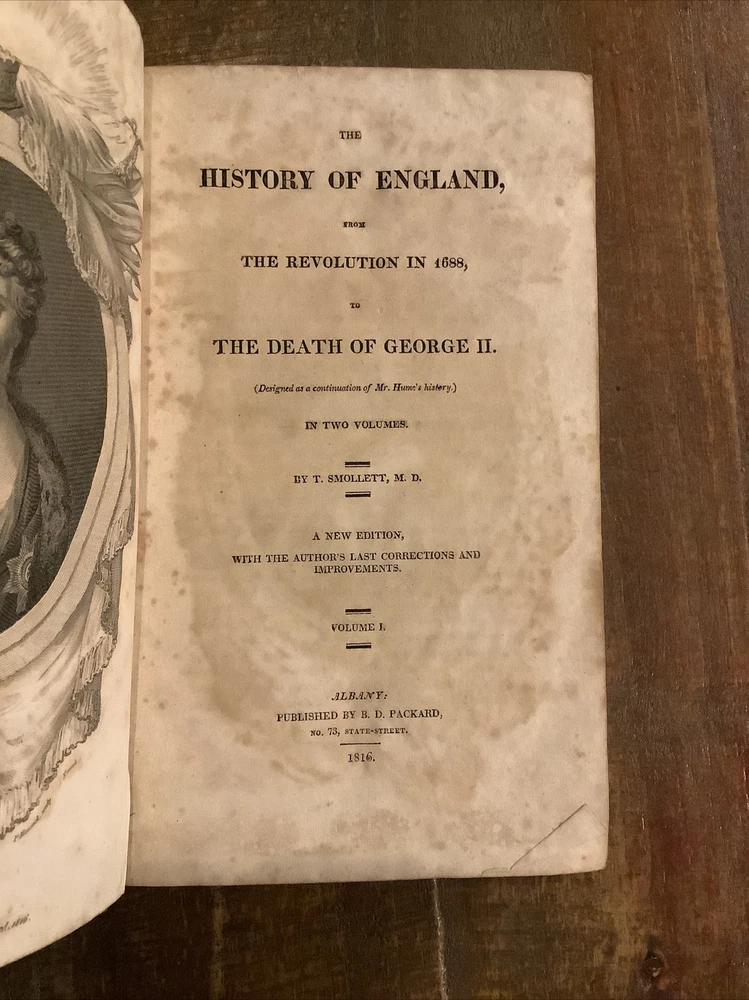 THE
HISTORY OF ENGLAND,
FROM
THE REVOLUTION IN 1688,
TO
THE DEATH OF GEORGE II.
(Designed as a continuation of Mr. Hume's history.)
IN TWO VOLUMES.
BY T. SMOLLETT, M. D.
A NEW EDITION,
WITH THE AUTHOR'S LAST CORRECTIONS AND
IMPROVEMENTS.
VOLUME I.
ALBANY:
PUBLISHED BY B. D. PACKARD,
NO. 73, STATE-STREET.
1816.